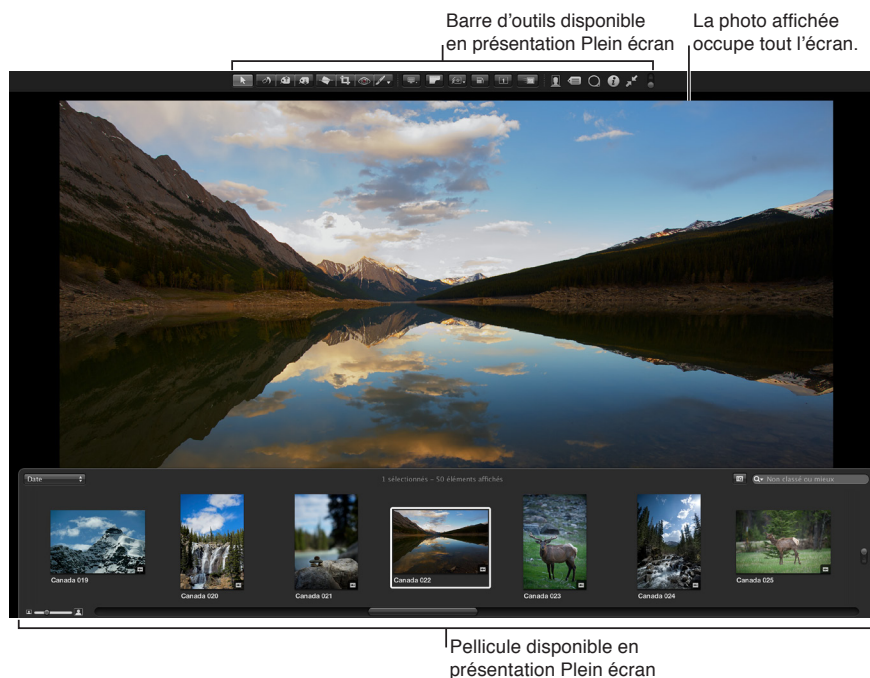 Barre d'outils disponible
en présentation Plein écran
La photo affichée
occupe tout l'écran.
Date
1 sélectionnés – 50 éléments affichés
Non classé ou mieux
Canada 019
Canada 020
Canada 021
Canada 022
Canada 023
Canada 024
Canada 025
Pellicule disponible en
présentation Plein écran